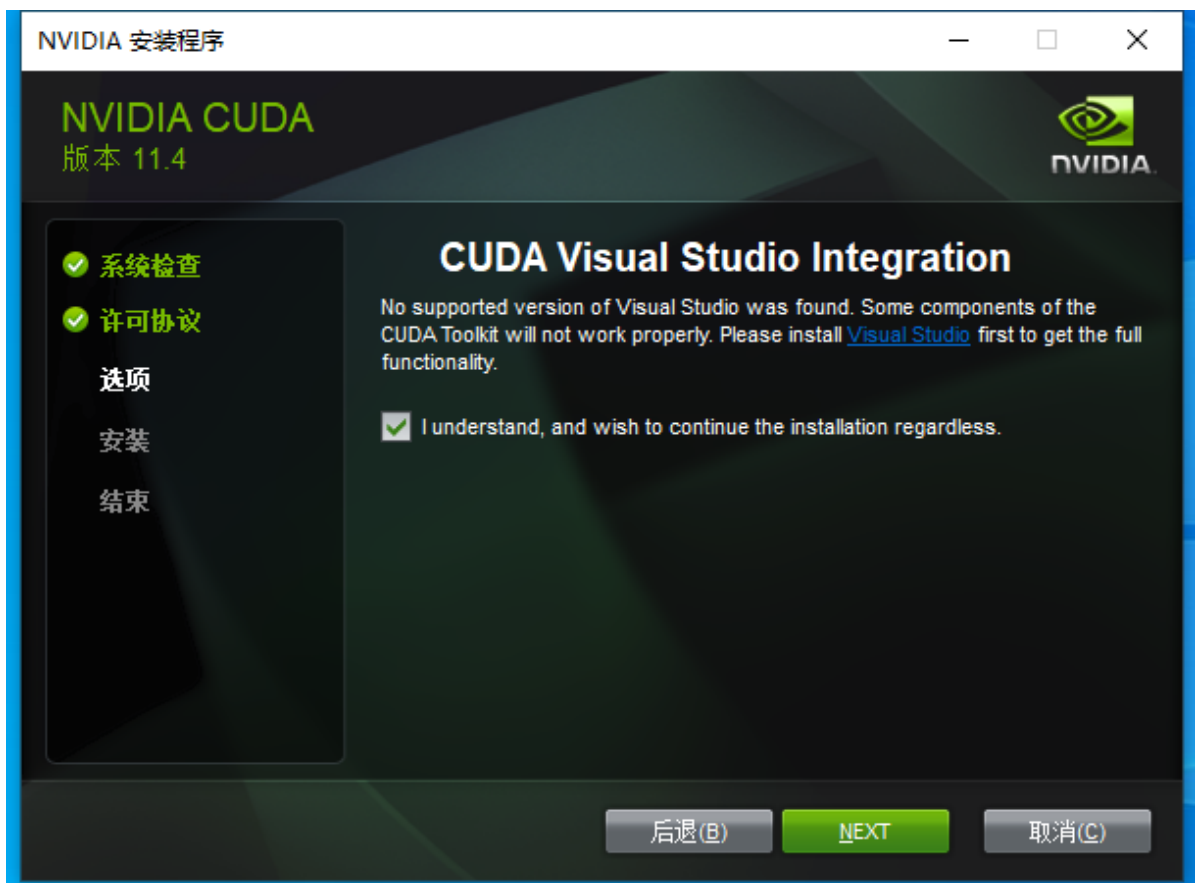 NVIDIA 安装程序
NVIDIA CUDA
版本 11.4
NVIDIA.
系统检查
许可协议
选项
安装
结束
CUDA Visual Studio Integration
No supported version of Visual Studio was found. Some components of the
CUDA Toolkit will not work properly. Please install Visual Studio first to get the full
functionality.
I understand, and wish to continue the installation regardless.
后退(B)
NEXT
取消(C)